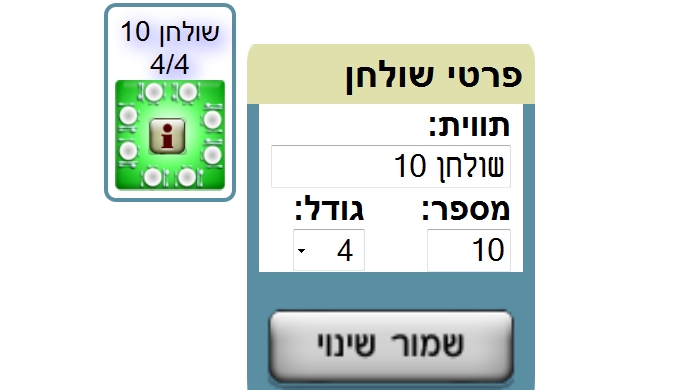 שולחן 10
4/4
i
פרטי שולחן
תווית:
שולחן 10
מספר: גודל:
10 4
שמור שינוי